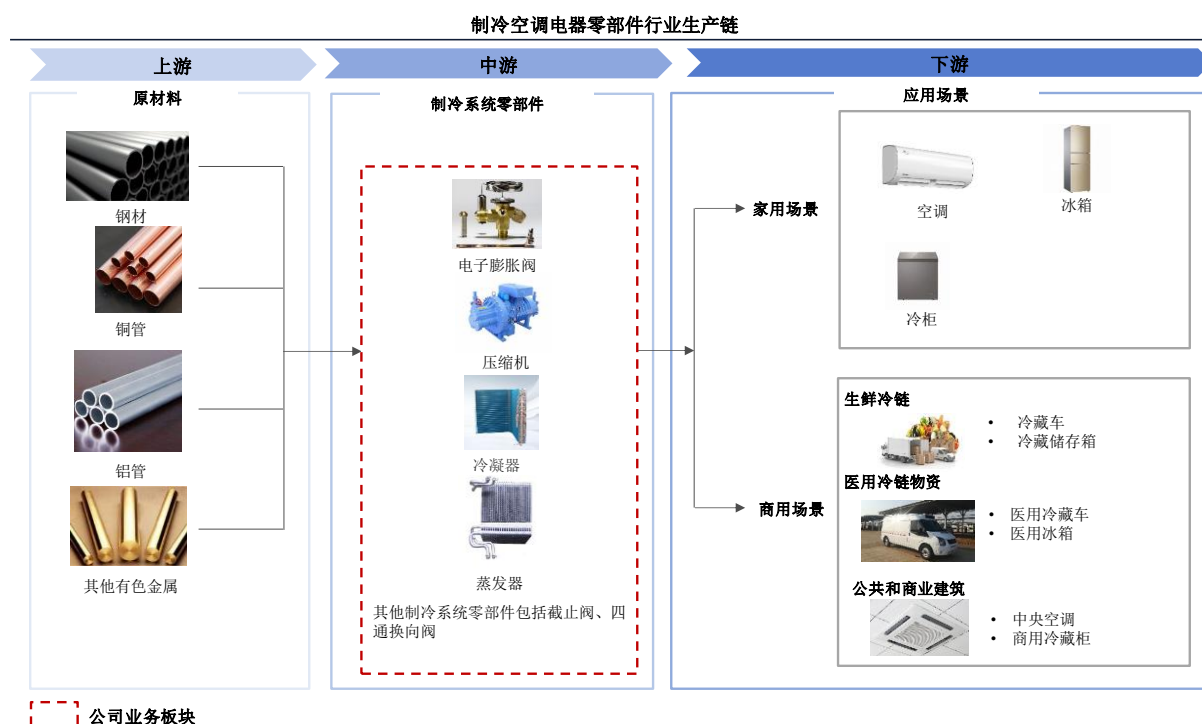 制冷空调电器零部件行业生产链
上游
中游
下游
原材料
钢材
铜管
铝管
其他有色金属
制冷系统零部件
电子膨胀阀
压缩机
冷凝器
蒸发器
其他制冷系统零部件包括截止阀、四
通换向阀
应用场景
家用场景
空调
冰箱
冷柜
商用场景
生鲜冷链
• 冷藏车
• 冷藏储存箱
医用冷链物资
• 医用冷藏车
• 医用冰箱
公共和商业建筑
• 中央空调
• 商用冷藏柜
公司业务板块